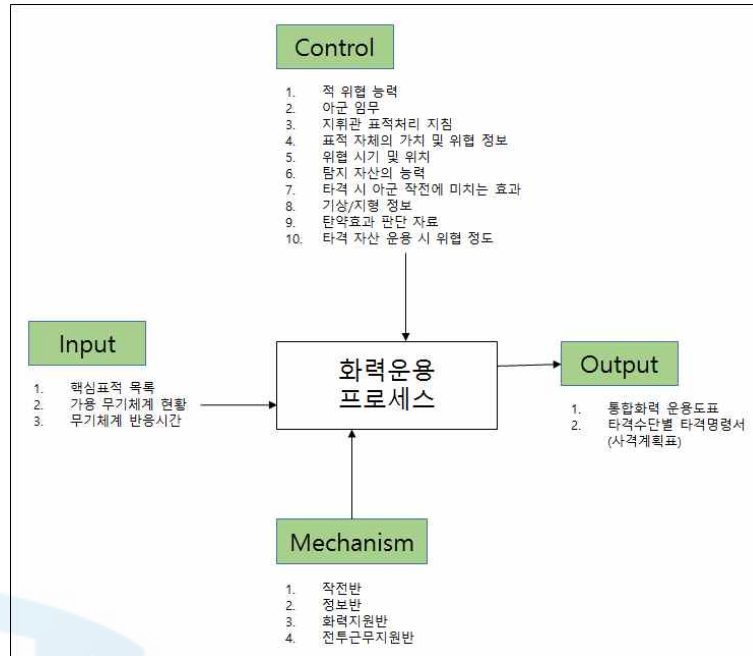 Control
1. 적 위협 능력
2. 아군 임무
3. 지휘관 표적처리 지침
4. 표적 자체의 가치 및 위협 정보
5. 위협 시기 및 위치
6. 탐지 자산의 능력
7. 타격 시 아군 작전에 미치는 효과
8. 기상/지형 정보
9. 탄약효과 판단 자료
10. 타격 자산 운용 시 위협 정도
Input
1. 핵심표적 목록
2. 가용 무기체계 현황
3. 무기체계 반응시간
화력운용
프로세스
Output
1. 통합화력 운용도표
2. 타격수단별 타격명령서
(사격계획표)
Mechanism
1. 작전반
2. 정보반
3. 화력지원반
4. 전투근무지원반